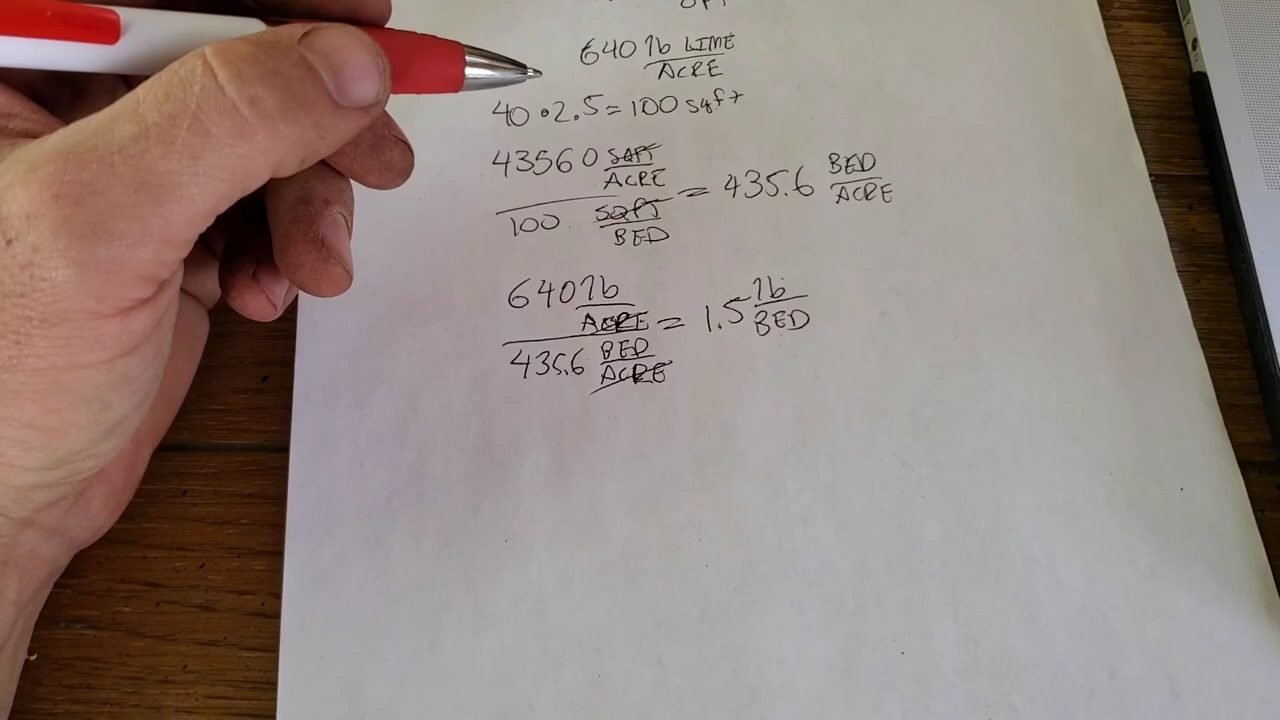 640 lb LIME
ACRE
40 • 2.5 = 100 sqft
43560 SQFT
ACRE
= 435.6 BED
ACRE
100 SQFT
BED
640 lb
ACRE
= 1.5 lb
BED
435.6 BED
ACRE